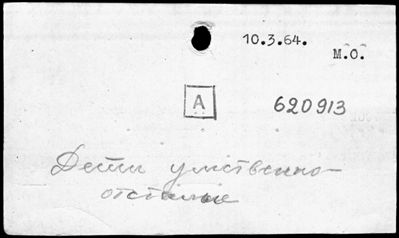 10.3.64.
М.О.
А
620913
Дети умственно-
отсталые